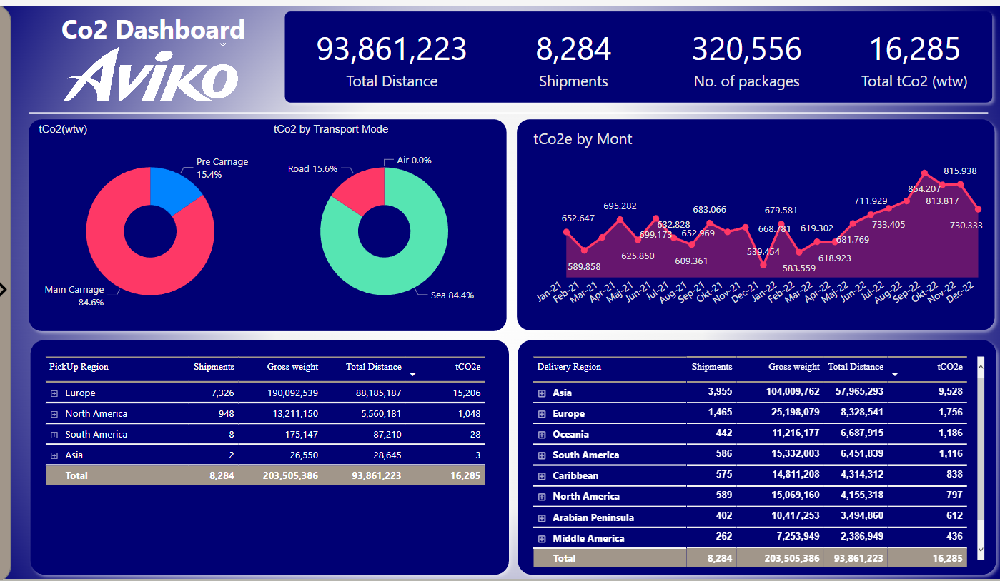 Co2 Dashboard
Aviko
93,861,223
Total Distance
8,284
Shipments
320,556
No. of packages
16,285
Total tCo2 (wtw)
tCo2(wtw)
Pre Carriage
15.4%
Main Carriage
84.6%
tCo2 by Transport Mode
Air 0.0%
Road 15.6%
Sea 84.4%
tCo2e by Mont
652.647
589.858
695.282
625.850
699.173
632.828
609.361
683.066
652.969
539.454
679.581
668.781
583.559
619.302
618.923
681.769
711.929
733.405
854.207
813.817
815.938
730.333
Jan-21
Feb-21
Mar-21
Apr-21
Maj-21
Jun-21
Jul-21
Aug-21
Sep-21
Okt-21
Nov-21
Dec-21
Jan-22
Feb-22
Mar-22
Apr-22
Maj-22
Jun-22
Jul-22
Aug-22
Sep-22
Okt-22
Nov-22
Dec-22
PickUp Region Shipments Gross weight Total Distance tCO2e
Europe 7,326 190,092,539 88,185,187 15,206
North America 948 13,211,150 5,560,181 1,048
South America 8 175,147 87,210 28
Asia 2 26,550 28,645 3
Total 8,284 203,505,386 93,861,223 16,285
Delivery Region Shipments Gross weight Total Distance tCO2e
Asia 3,955 104,009,762 57,965,293 9,528
Europe 1,465 25,198,079 8,328,541 1,756
Oceania 442 11,216,177 6,687,915 1,186
South America 586 15,332,003 6,451,839 1,116
Caribbean 575 14,811,208 4,314,312 838
North America 589 15,069,160 4,155,318 797
Arabian Peninsula 402 10,417,253 3,494,860 612
Middle America 262 7,253,949 2,386,949 436
Total 8,284 203,505,386 93,861,223 16,285